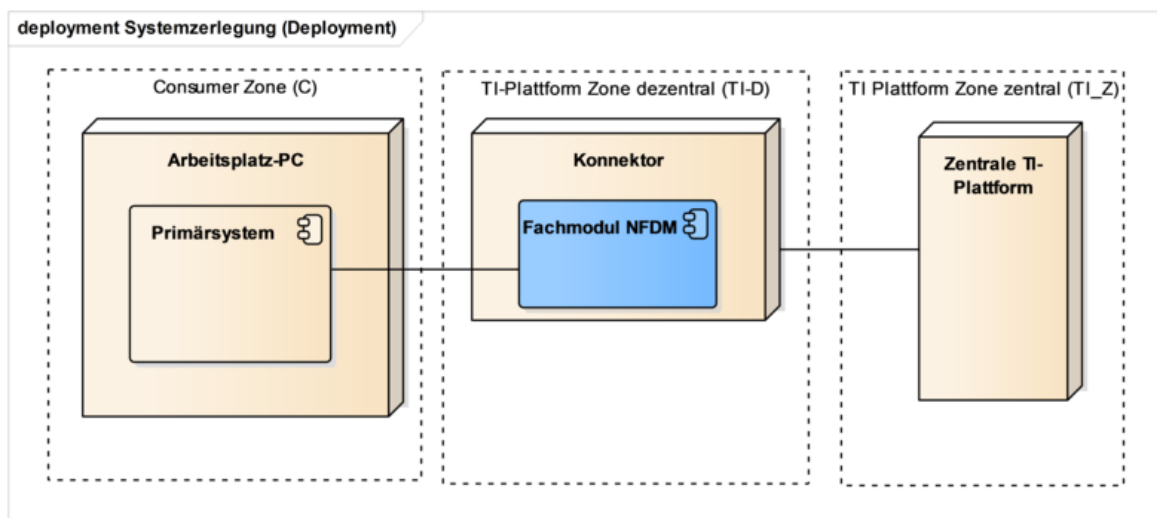 deployment Systemzerlegung (Deployment)
Consumer Zone (C)
TI-Plattform Zone dezentral (TI-D)
TI Plattform Zone zentral (TI_Z)
Arbeitsplatz-PC
Primärsystem
Konnektor
Fachmodul NFDM
Zentrale TI-
Plattform